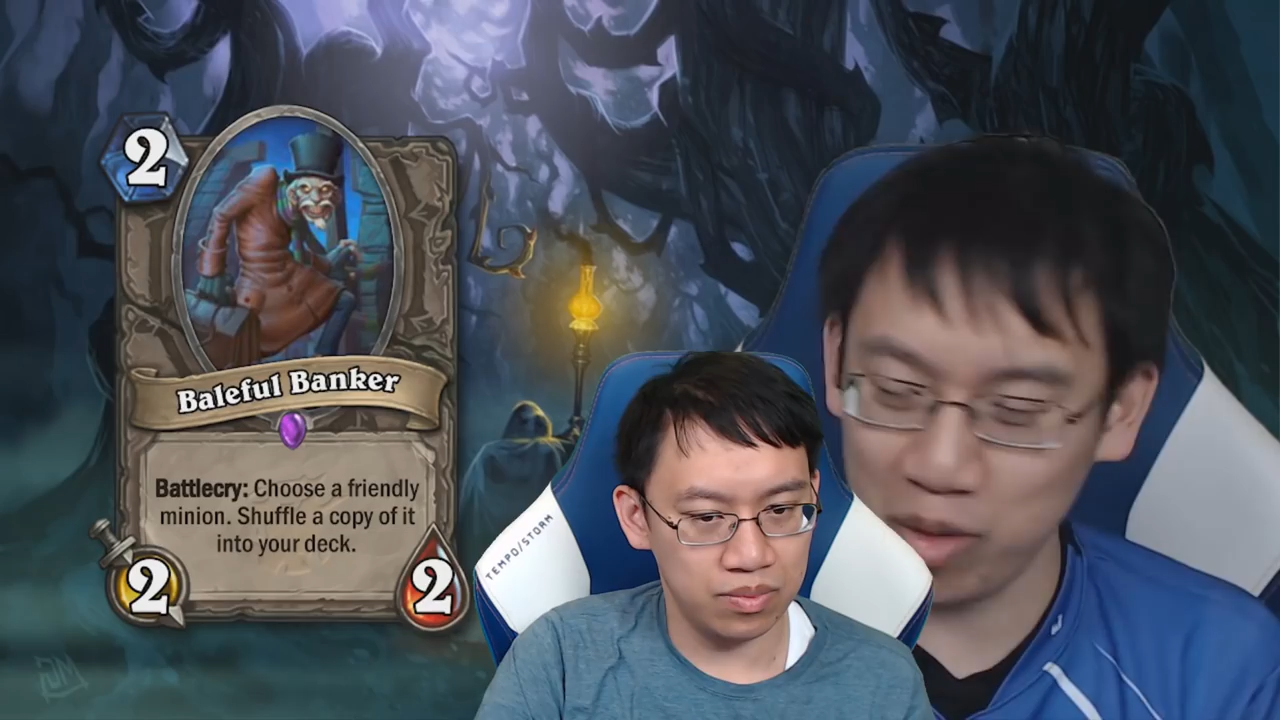 2
Baleful Banker
Battlecry: Choose a friendly
minion. Shuffle a copy of it
into your deck.
2
2
TEMPO/STORM